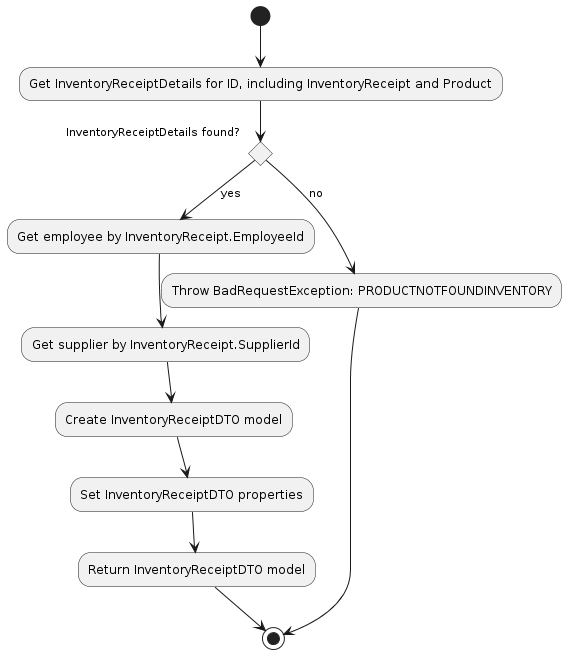 Get InventoryReceiptDetails for ID, including InventoryReceipt and Product
InventoryReceiptDetails found?
yes
no
Get employee by InventoryReceipt.EmployeeId
Throw BadRequestException: PRODUCTNOTFOUNDINVENTORY
Get supplier by InventoryReceipt.SupplierId
Create InventoryReceiptDTO model
Set InventoryReceiptDTO properties
Return InventoryReceiptDTO model